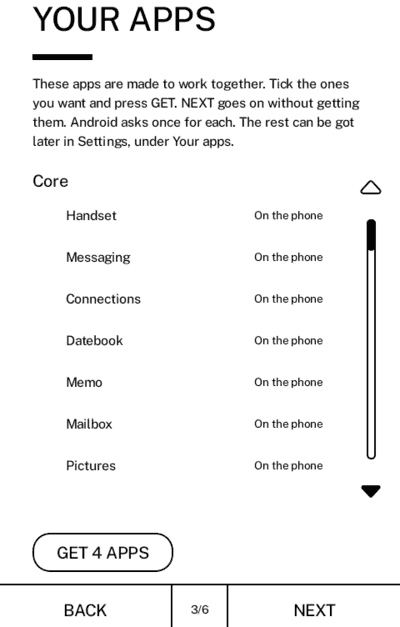 YOUR APPS
These apps are made to work together. Tick the ones
you want and press GET. NEXT goes on without getting
them. Android asks once for each. The rest can be got
later in Settings, under Your apps.
Core
Handset On the phone
Messaging On the phone
Connections On the phone
Datebook On the phone
Memo On the phone
Mailbox On the phone
Pictures On the phone
GET 4 APPS
BACK 3/6 NEXT